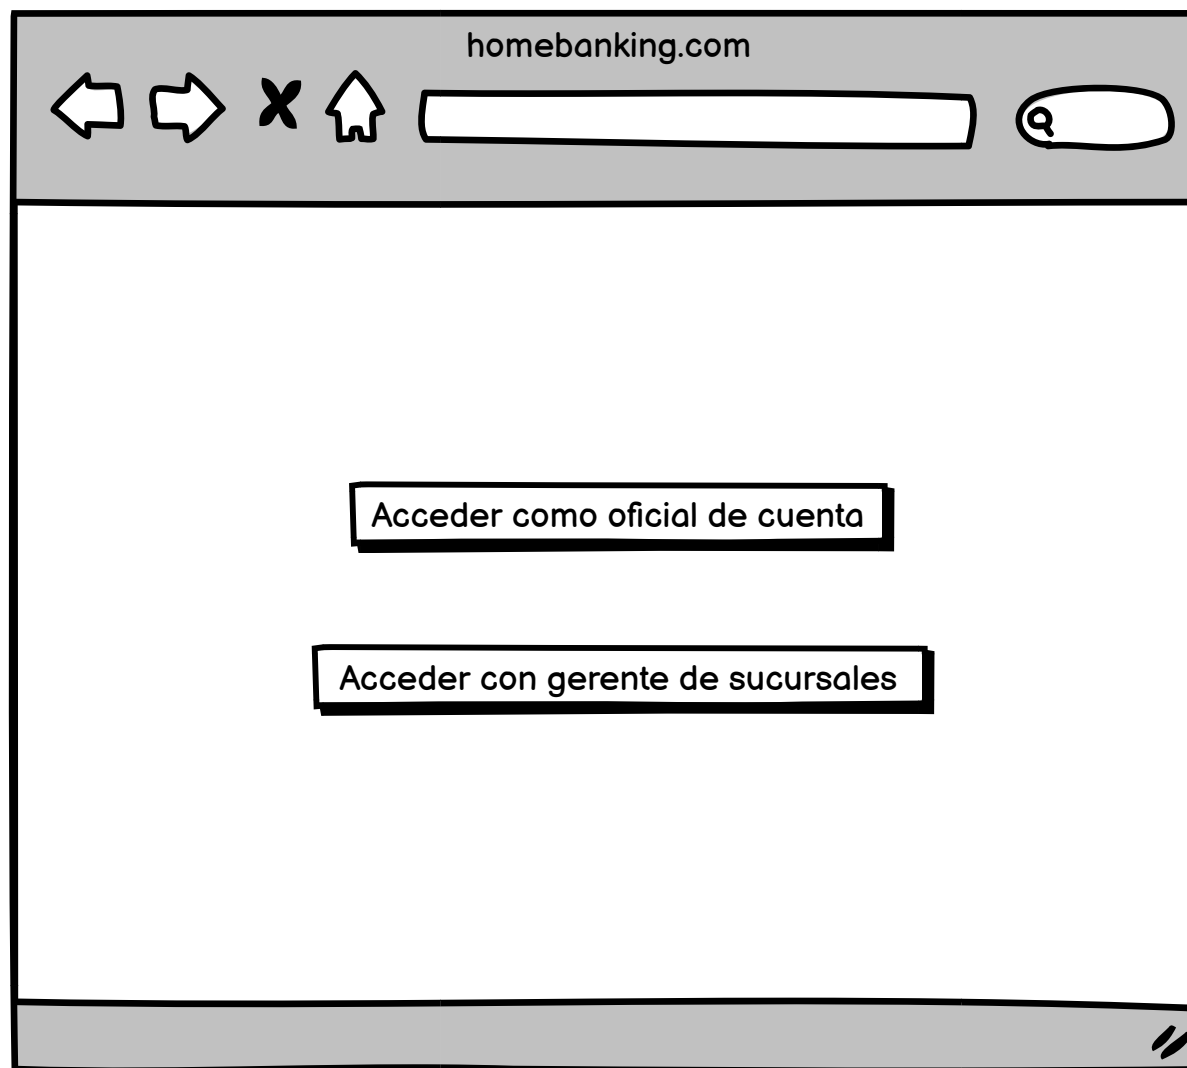 homebanking.com
Acceder como oficial de cuenta
Acceder con gerente de sucursales